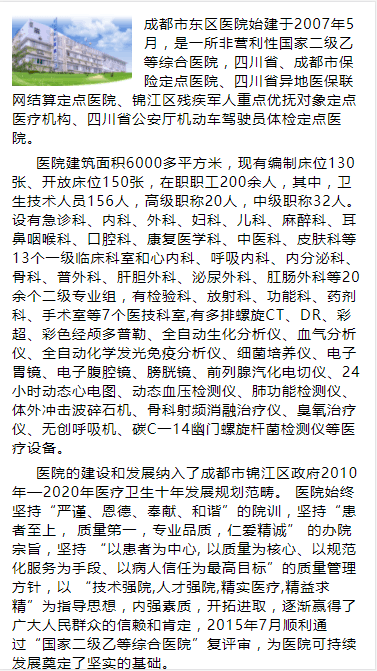 成都市东区医院始建于2007年5
月，是一所非营利性国家二级乙
等综合医院，四川省、成都市保
险定点医院、四川省异地医保联
网结算定点医院、锦江区残疾军人重点优抚对象定点
医疗机构、四川省公安厅机动车驾驶员体检定点医
院。
医院建筑面积6000多平方米，现有编制床位130
张、开放床位150张，在职职工200余人，其中，卫
生技术人员156人，高级职称20人，中级职称32人。
设有急诊科、内科、外科、妇科、儿科、麻醉科、耳
鼻咽喉科、口腔科、康复医学科、中医科、皮肤科等
13个一级临床科室和心内科、呼吸内科、内分泌科、
骨科、普外科、肝胆外科、泌尿外科、肛肠外科等20
余个二级专业组，有检验科、放射科、功能科、药剂
科、手术室等7个医技科室,有多排螺旋CT、DR、彩
超、彩色经颅多普勒、全自动生化分析仪、血气分析
仪、全自动化学发光免疫分析仪、细菌培养仪、电子
胃镜、电子腹腔镜、膀胱镜、前列腺汽化电切仪、24
小时动态心电图、动态血压检测仪、肺功能检测仪、
体外冲击波碎石机、骨科射频消融治疗仪、臭氧治疗
仪、无创呼吸机、碳C—14幽门螺旋杆菌检测仪等医
疗设备。
医院的建设和发展纳入了成都市锦江区政府2010
年—2020年医疗卫生十年发展规划范畴。 医院始终
坚持“严谨、恩德、奉献、和谐”的院训，坚持“患
者至上， 质量第一，专业品质，仁爱精诚” 的办院
宗旨，坚持 “以患者为中心, 以质量为核心、以规范
化服务为手段、以病人信任为最高目标”的质量管理
方针，以 “技术强院,人才强院,精实医疗,精益求
精”为指导思想，内强素质，开拓进取，逐渐赢得了
广大人民群众的信赖和肯定，2015年7月顺利通
过“国家二级乙等综合医院”复评审，为医院可持续
发展奠定了坚实的基础。